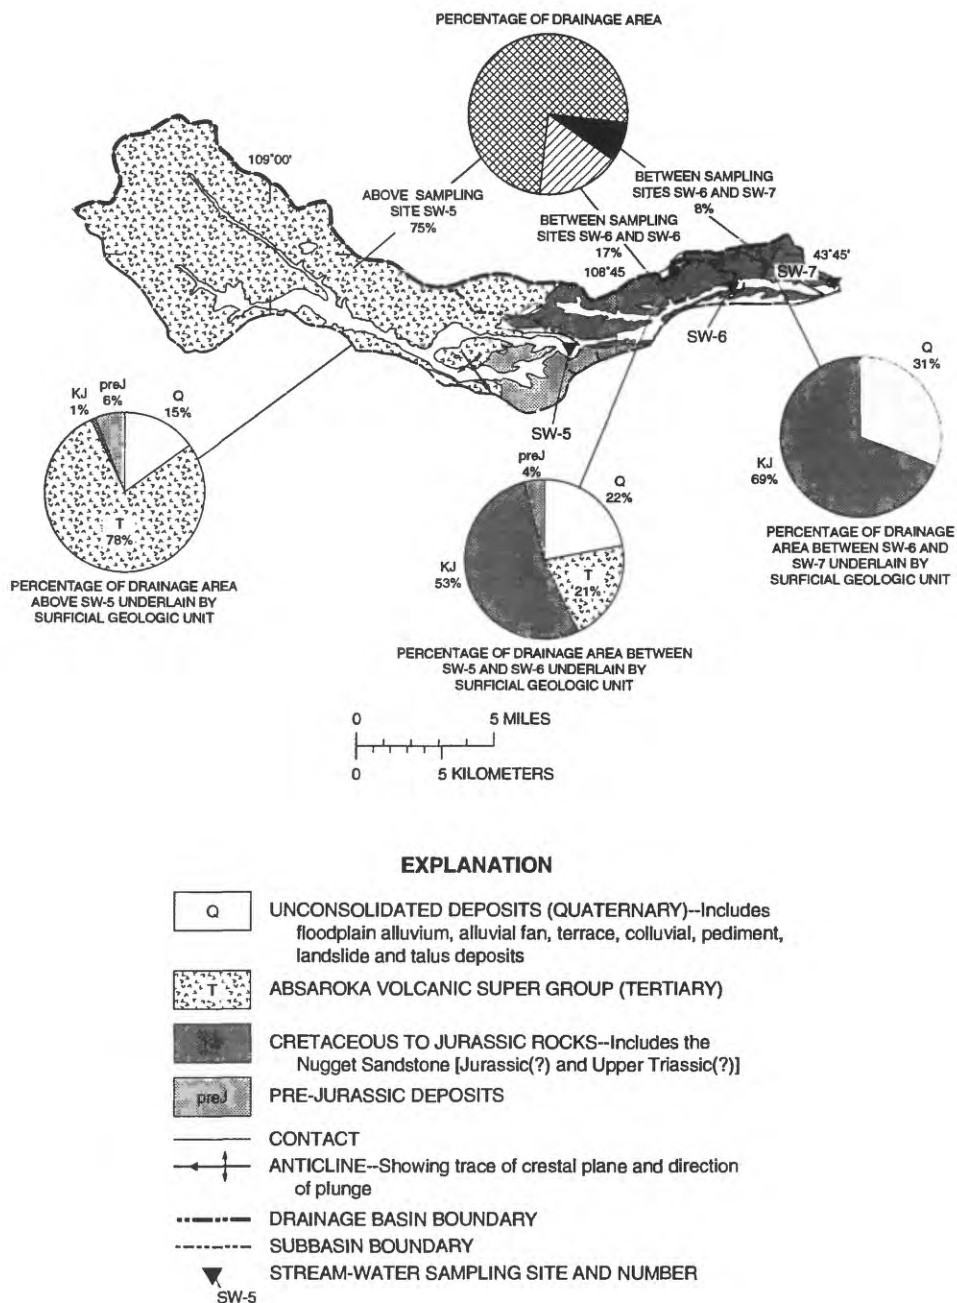 PERCENTAGE OF DRAINAGE AREA
109°00'
ABOVE SAMPLING
SITE SW-5
75%
BETWEEN SAMPLING
SITES SW-6 AND SW-7
8%
BETWEEN SAMPLING
SITES SW-6 AND SW-6
17%
108°45
43°45'
SW-7
SW-6
SW-5
KJ
1%
preJ
6%
Q
15%
T
78%
PERCENTAGE OF DRAINAGE AREA
ABOVE SW-5 UNDERLAIN BY
SURFICIAL GEOLOGIC UNIT
preJ
4%
Q
22%
KJ
53%
T
21%
PERCENTAGE OF DRAINAGE AREA BETWEEN
SW-5 AND SW-6 UNDERLAIN BY
SURFICIAL GEOLOGIC UNIT
Q
31%
KJ
69%
PERCENTAGE OF DRAINAGE
AREA BETWEEN SW-6 AND
SW-7 UNDERLAIN BY
SURFICIAL GEOLOGIC UNIT
0 5 MILES
0 5 KILOMETERS
EXPLANATION
Q UNCONSOLIDATED DEPOSITS (QUATERNARY)--Includes
floodplain alluvium, alluvial fan, terrace, colluvial, pediment,
landslide and talus deposits
T ABSAROKA VOLCANIC SUPER GROUP (TERTIARY)
CRETACEOUS TO JURASSIC ROCKS--Includes the
Nugget Sandstone [Jurassic(?) and Upper Triassic(?)]
preJ PRE-JURASSIC DEPOSITS
CONTACT
ANTICLINE--Showing trace of crestal plane and direction
of plunge
DRAINAGE BASIN BOUNDARY
SUBBASIN BOUNDARY
STREAM-WATER SAMPLING SITE AND NUMBER
SW-5